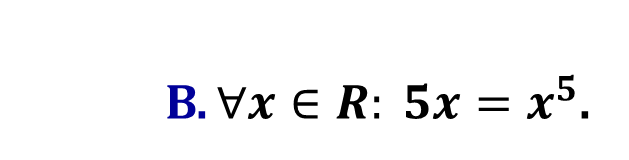 B. ∀x ∈ R: 5x = x⁵.